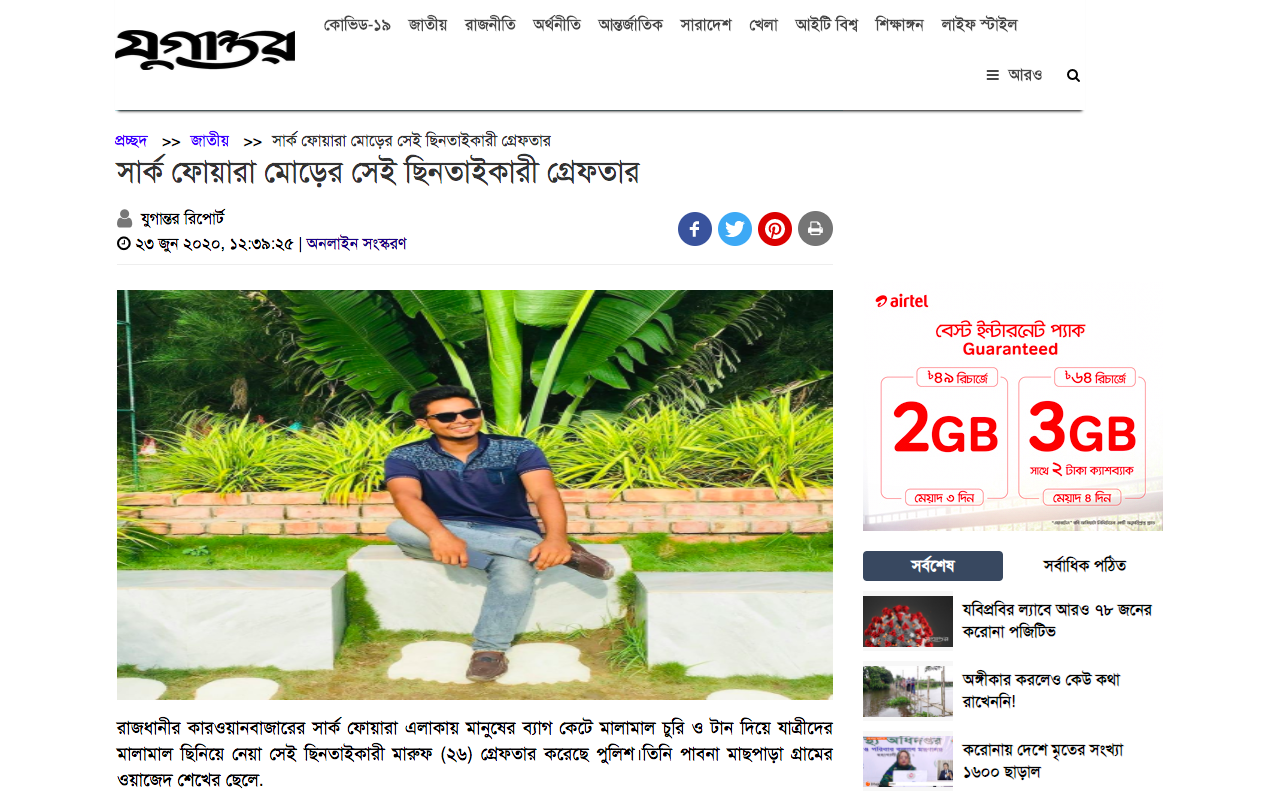 যুগান্তর
কোভিড-১৯ জাতীয় রাজনীতি অর্থনীতি আন্তর্জাতিক সারাদেশ খেলা আইটি বিশ্ব শিক্ষাঙ্গন লাইফ স্টাইল
আরও
প্রচ্ছদ >> জাতীয় >> সার্ক ফোয়ারা মোড়ের সেই ছিনতাইকারী গ্রেফতার
সার্ক ফোয়ারা মোড়ের সেই ছিনতাইকারী গ্রেফতার
যুগান্তর রিপোর্ট
২৩ জুন ২০২০, ১২:৩৯:২৫ | অনলাইন সংস্করণ
রাজধানীর কারওয়ানবাজারের সার্ক ফোয়ারা এলাকায় মানুষের ব্যাগ কেটে মালামাল চুরি ও টান দিয়ে যাত্রীদের
মালামাল ছিনিয়ে নেয়া সেই ছিনতাইকারী মারুফ (২৬) গ্রেফতার করেছে পুলিশ।তিনি পাবনা মাছপাড়া গ্রামের
ওয়াজেদ শেখের ছেলে.
airtel
বেস্ট ইন্টারনেট প্যাক
Guaranteed
৳৪৯ রিচার্জে
2GB
মেয়াদ ৩ দিন
৳৬৪ রিচার্জে
3GB
সাথে ২ টাকা ক্যাশব্যাক
মেয়াদ ৪ দিন
সর্বশেষ সর্বাধিক পঠিত
যবিপ্রবির ল্যাবে আরও ৭৮ জনের
করোনা পজিটিভ
অঙ্গীকার করলেও কেউ কথা
রাখেননি!
করোনায় দেশে মৃতের সংখ্যা
১৬০০ ছাড়াল